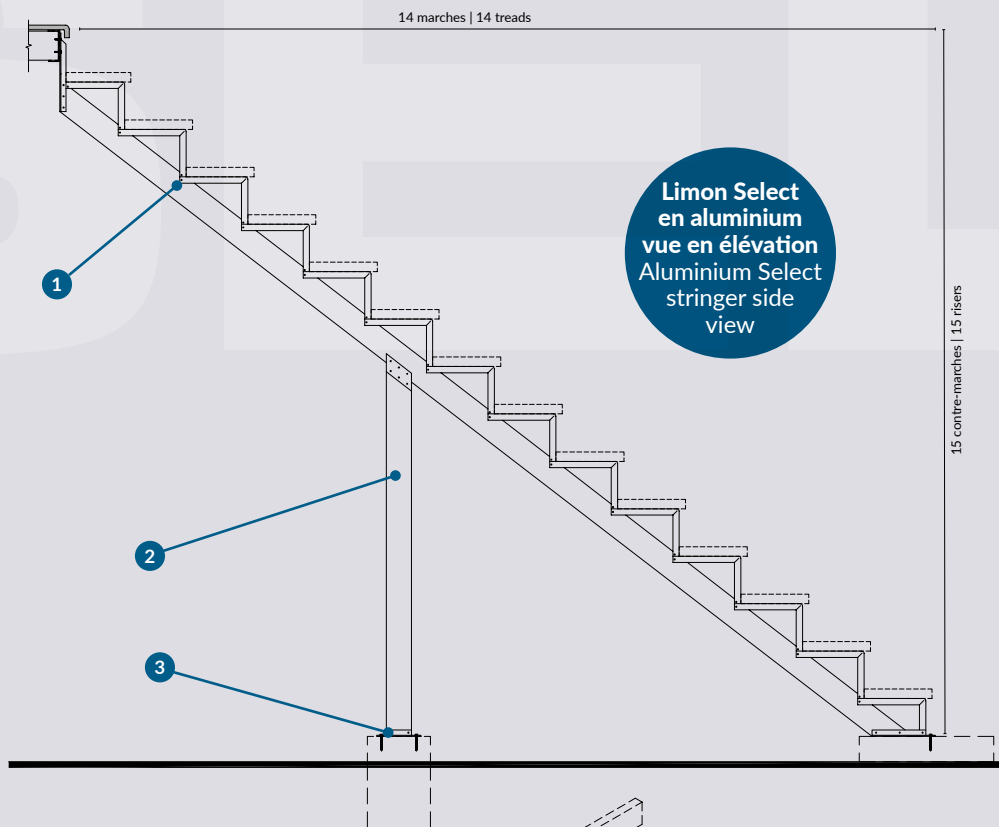 14 marches | 14 treads
Limon Select
en aluminium
vue en élévation
Aluminium Select
stringer side
view
15 contre-marches | 15 risers
1
2
3